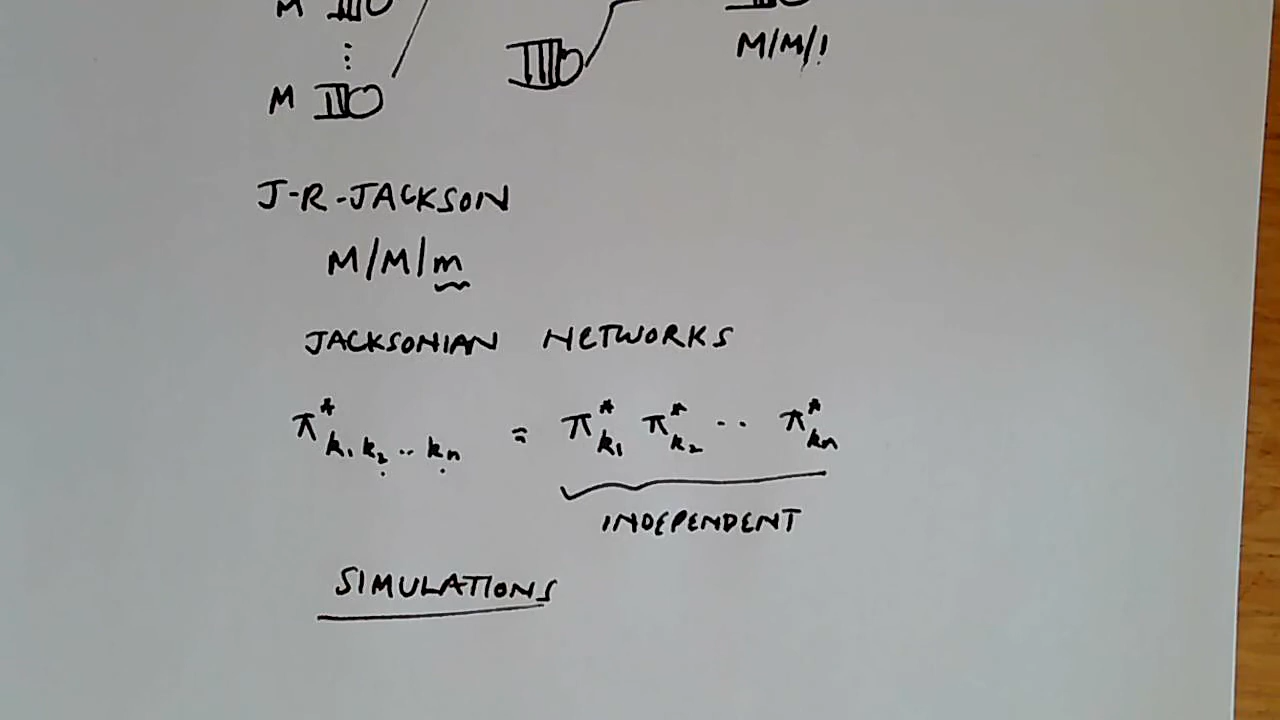 M
M/M/1
M
J-R-JACKSON
M/M/m
JACKSONIAN NETWORKS
π*k₁k₂..kn = π*k₁ π*k₂ .. π*kn
INDEPENDENT
SIMULATIONS